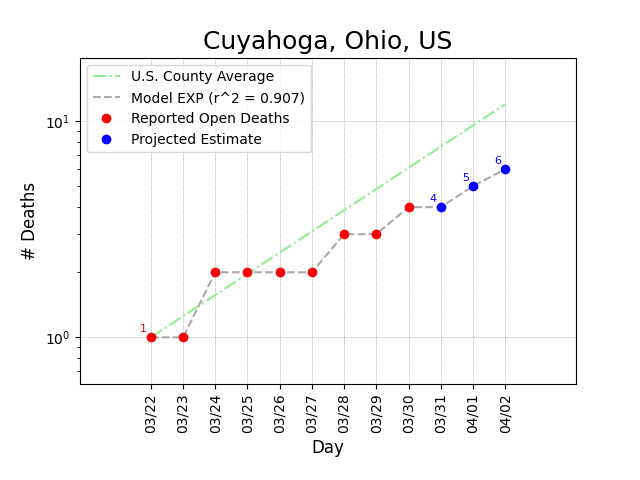 Cuyahoga, Ohio, US
U.S. County Average
Model EXP (r^2 = 0.907)
Reported Open Deaths
Projected Estimate
# Deaths
10^1
10^0
1
4
5
6
03/22
03/23
03/24
03/25
03/26
03/27
03/28
03/29
03/30
03/31
04/01
04/02
Day